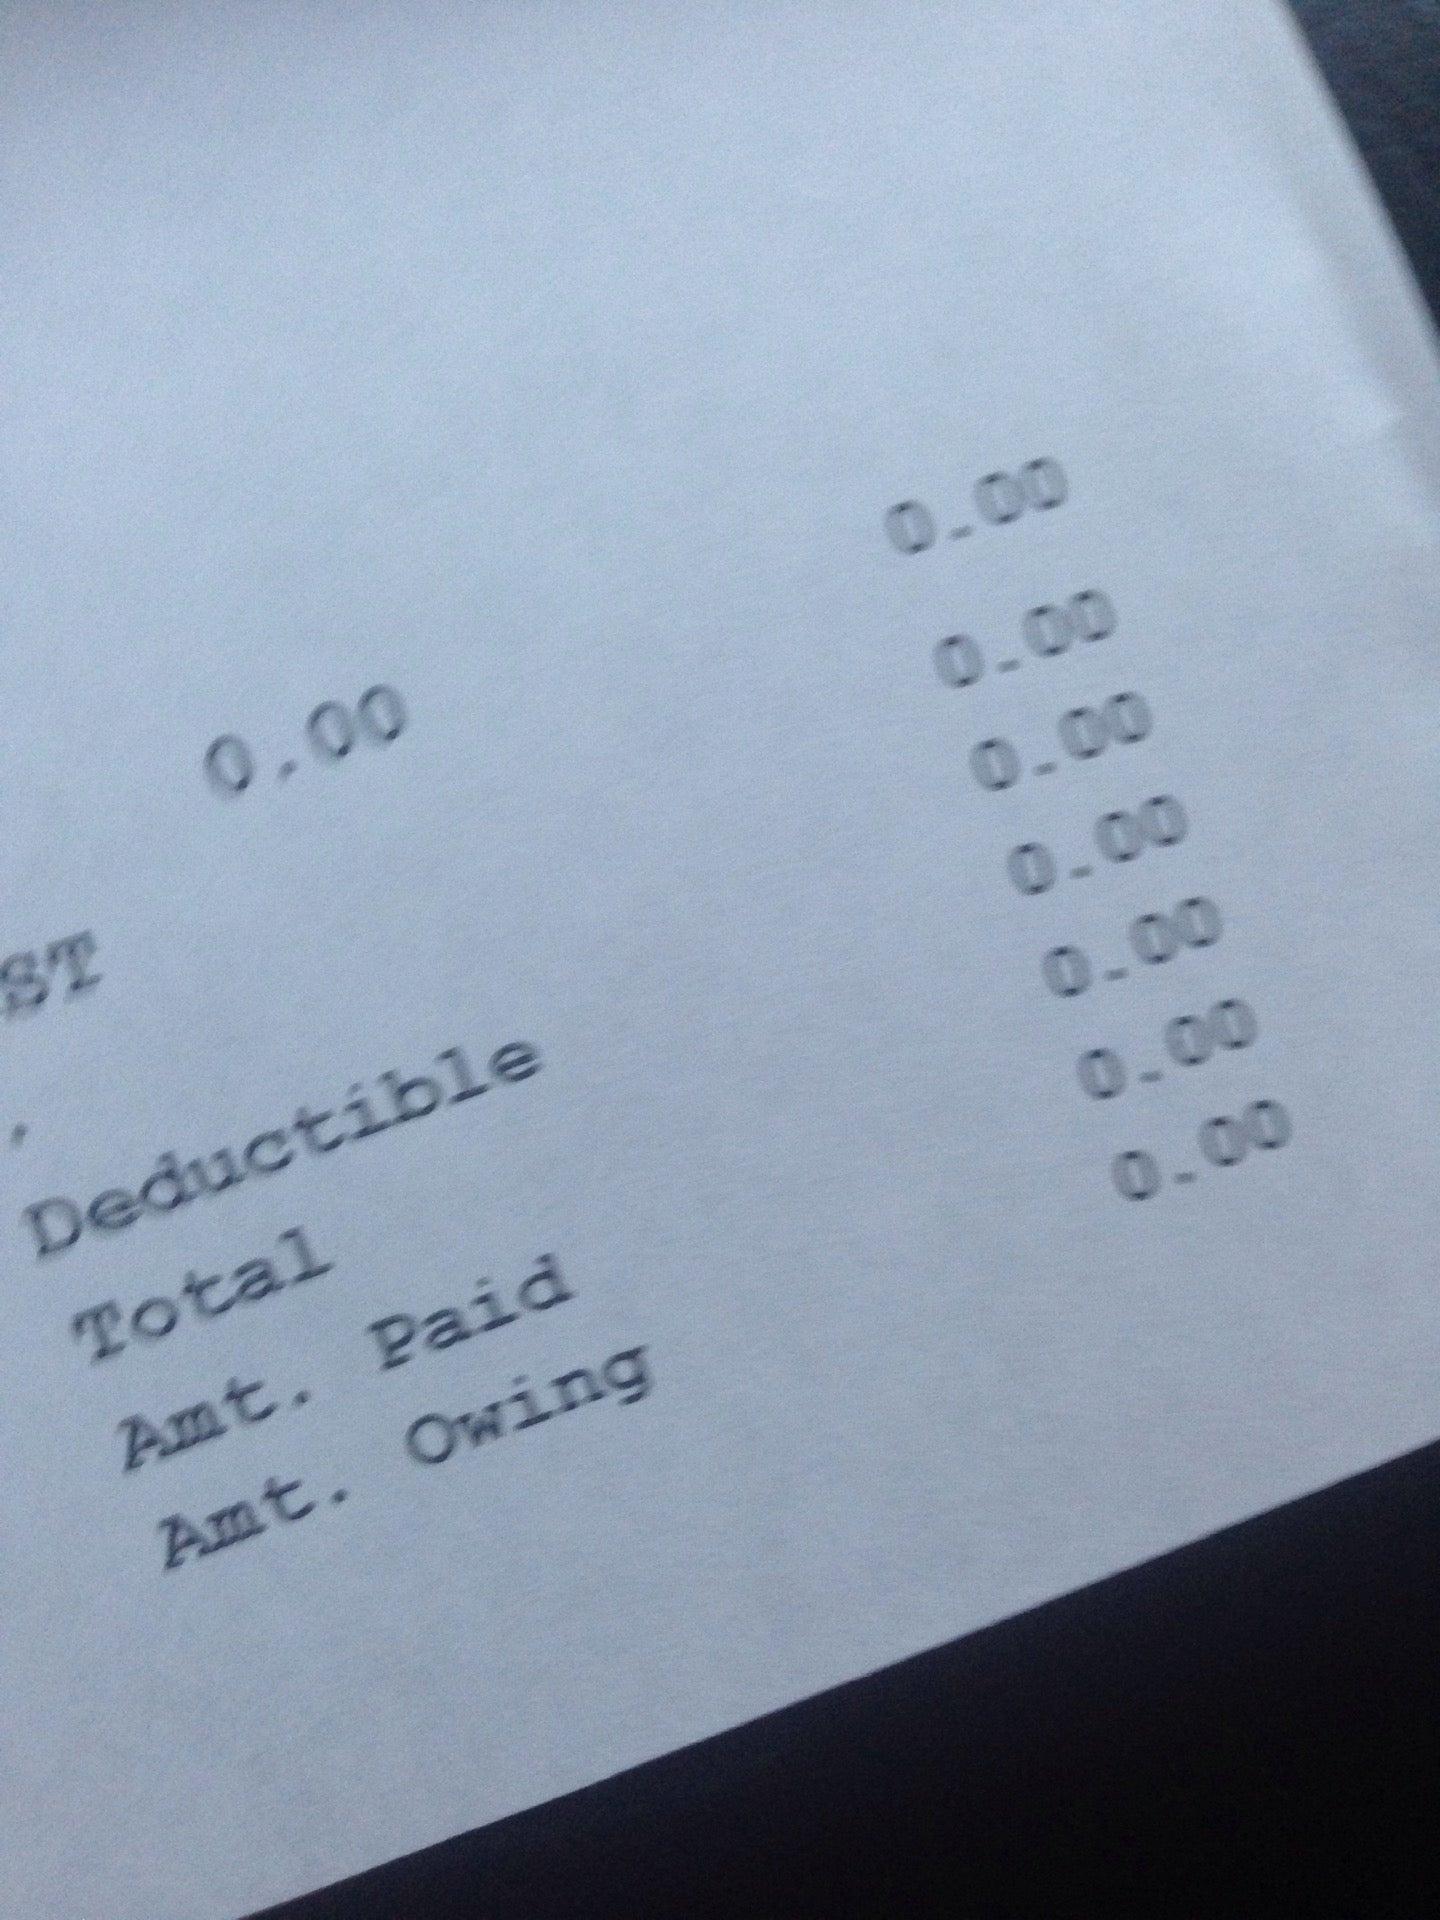 0.00 0.00
ST 0.00
. 0.00
Deductible 0.00
Total 0.00
Amt. Paid 0.00
Amt. Owing 0.00